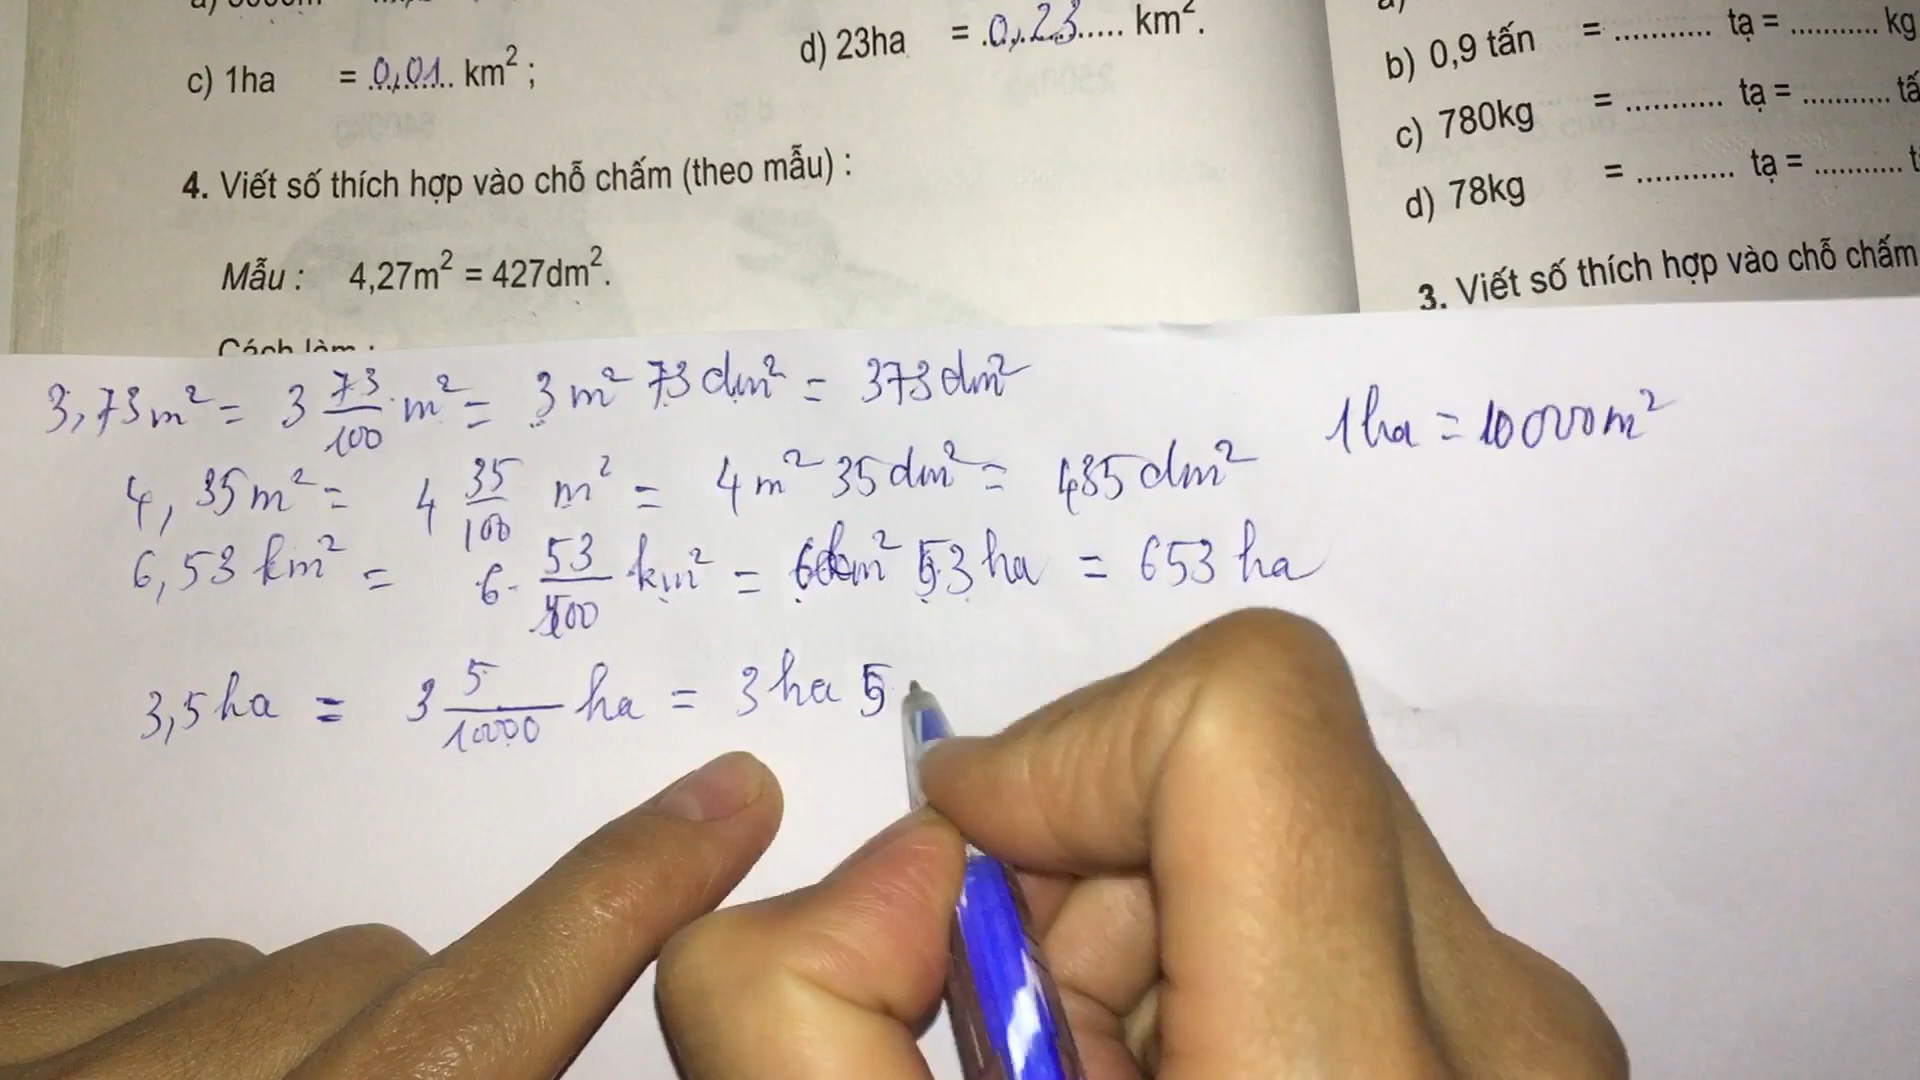 c) 1ha = 0,01 km² ;
d) 23ha = 0,23 km².
4. Viết số thích hợp vào chỗ chấm (theo mẫu) :
Mẫu : 4,27m² = 427dm².
Cách làm :
b) 0,9 tấn = ........... tạ = ........... kg
c) 780kg = ........... tạ = ...........
d) 78kg = ........... tạ = ...........
3. Viết số thích hợp vào chỗ chấm
3,73m² = 3 73/100 m² = 3m² 73dm² = 373dm²
1ha = 10000m²
4,35m² = 4 35/100 m² = 4m² 35dm² = 435dm²
6,53km² = 6 53/100 km² = 6km² 53ha = 653ha
3,5ha = 3 5/10000 ha = 3ha 5